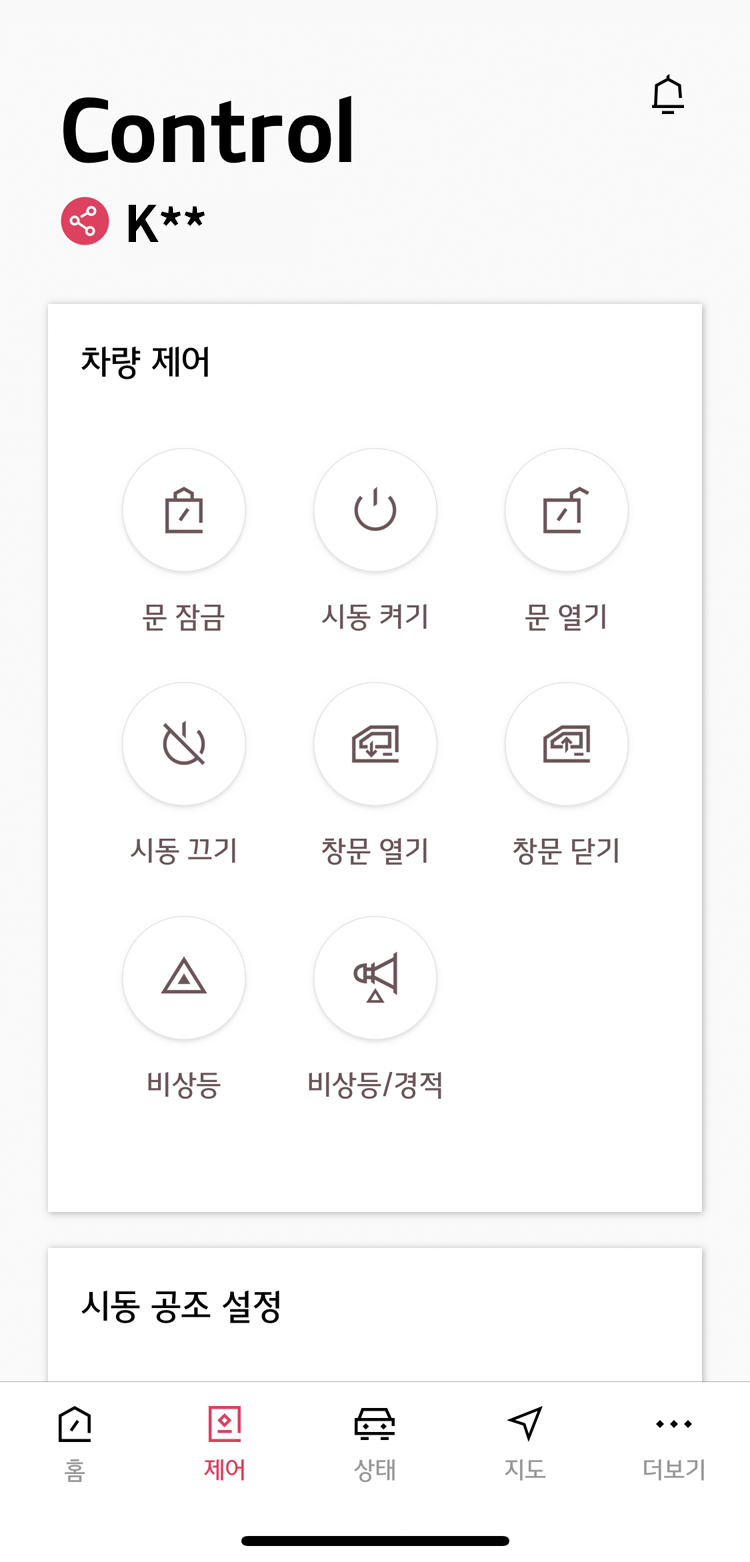 Control
K**
차량 제어
문 잠금
시동 켜기
문 열기
시동 끄기
창문 열기
창문 닫기
비상등
비상등/경적
시동 공조 설정
홈
제어
상태
지도
더보기